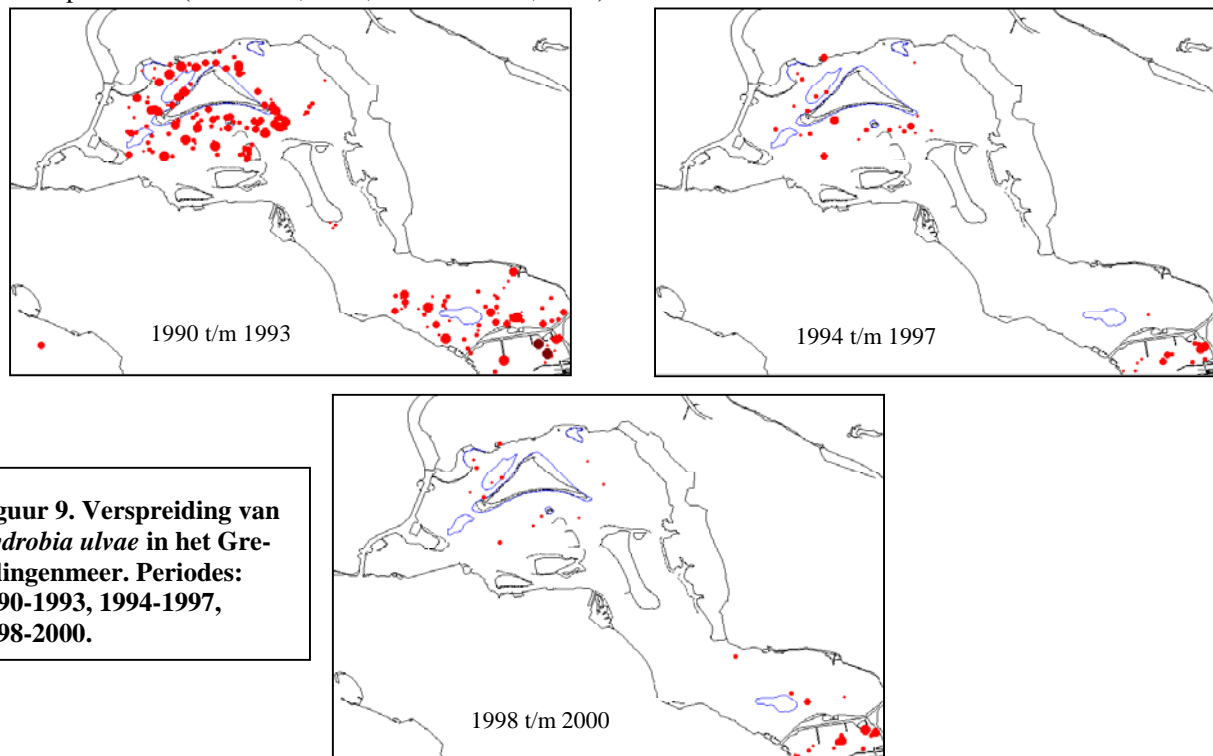 1990 t/m 1993
1994 t/m 1997
guur 9. Verspreiding van
drobia ulvae in het Gre-
lingenmeer. Periodes:
90-1993, 1994-1997,
98-2000.
1998 t/m 2000